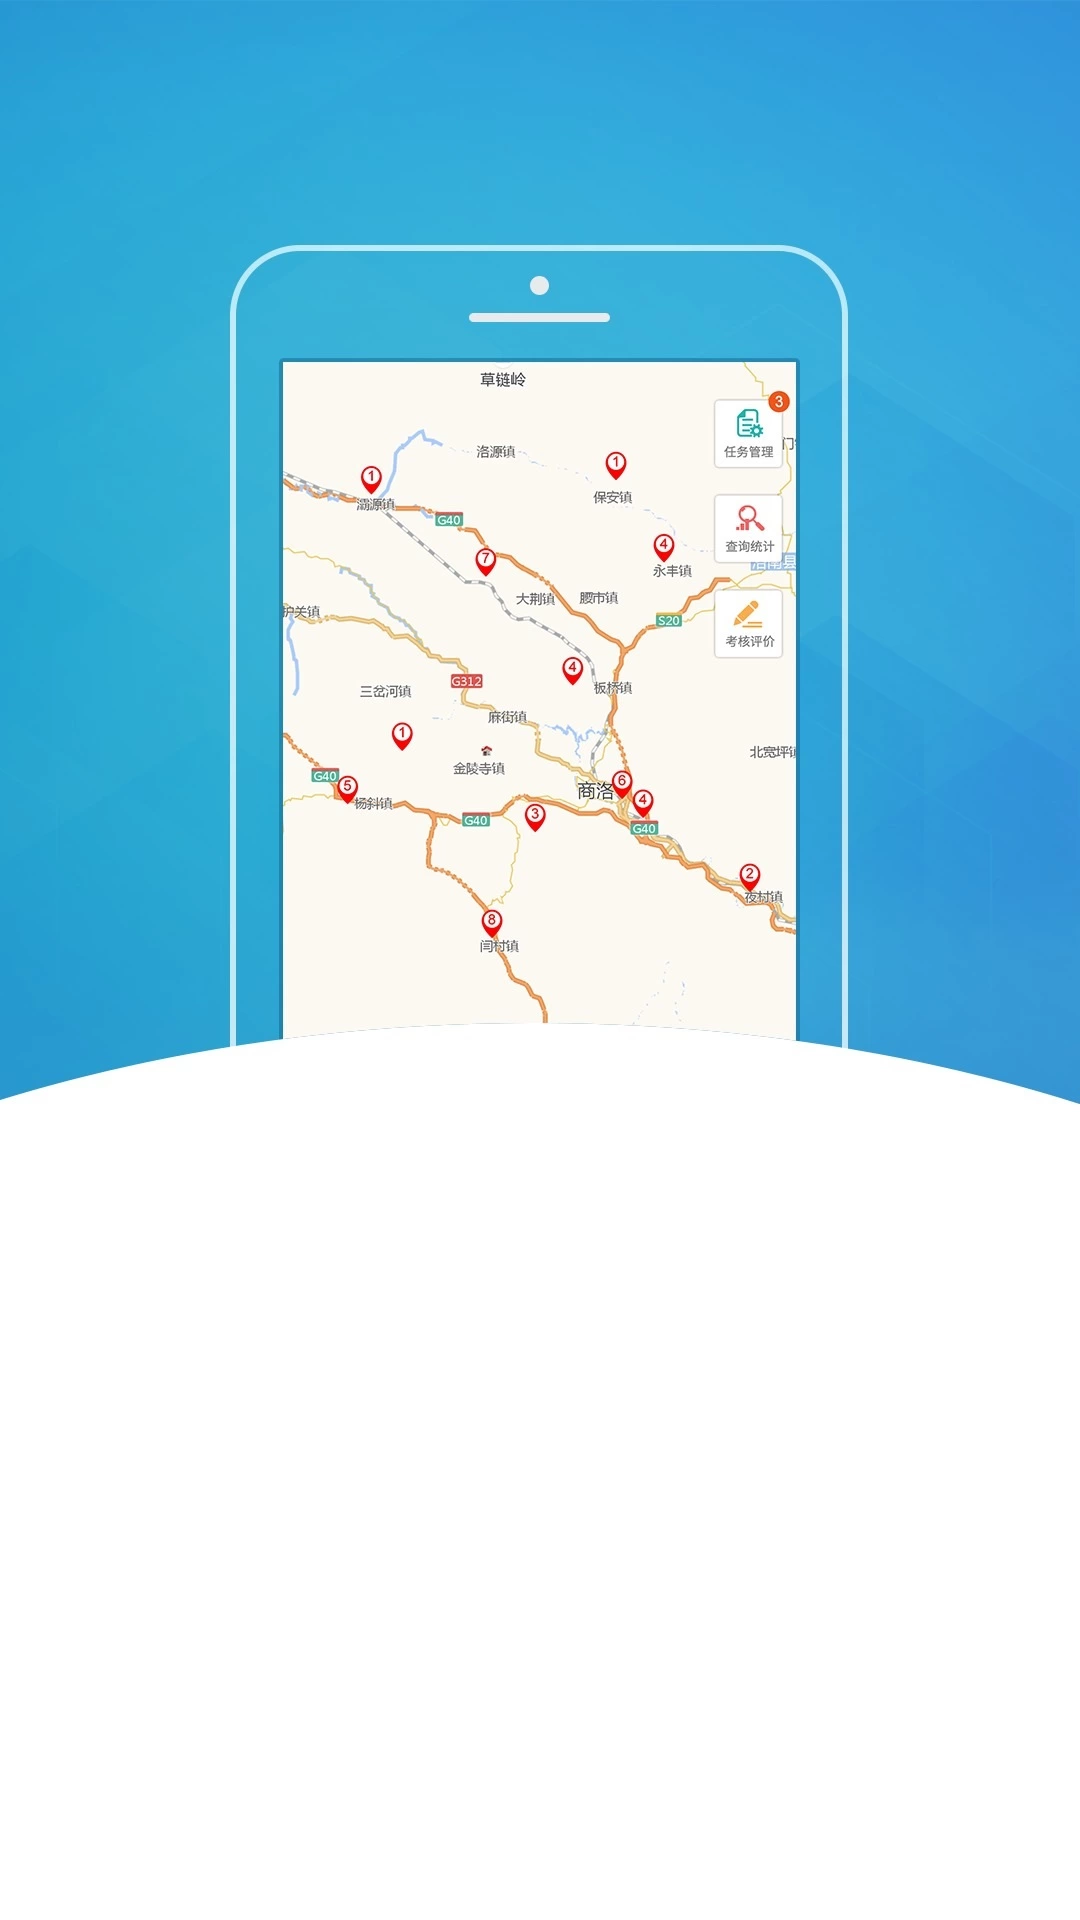 草链岭
3
任务管理
洛源镇
1
保安镇
1
灞源镇
G40
查询统计
4
永丰镇
7
大荆镇
腰市镇
护关镇
S20
考核评价
4
G312
三岔河镇
板桥镇
麻街镇
1
北宽坪镇
金陵寺镇
G40
5
杨斜镇
商洛
6
4
G40
3
G40
2
夜村镇
8
闫村镇